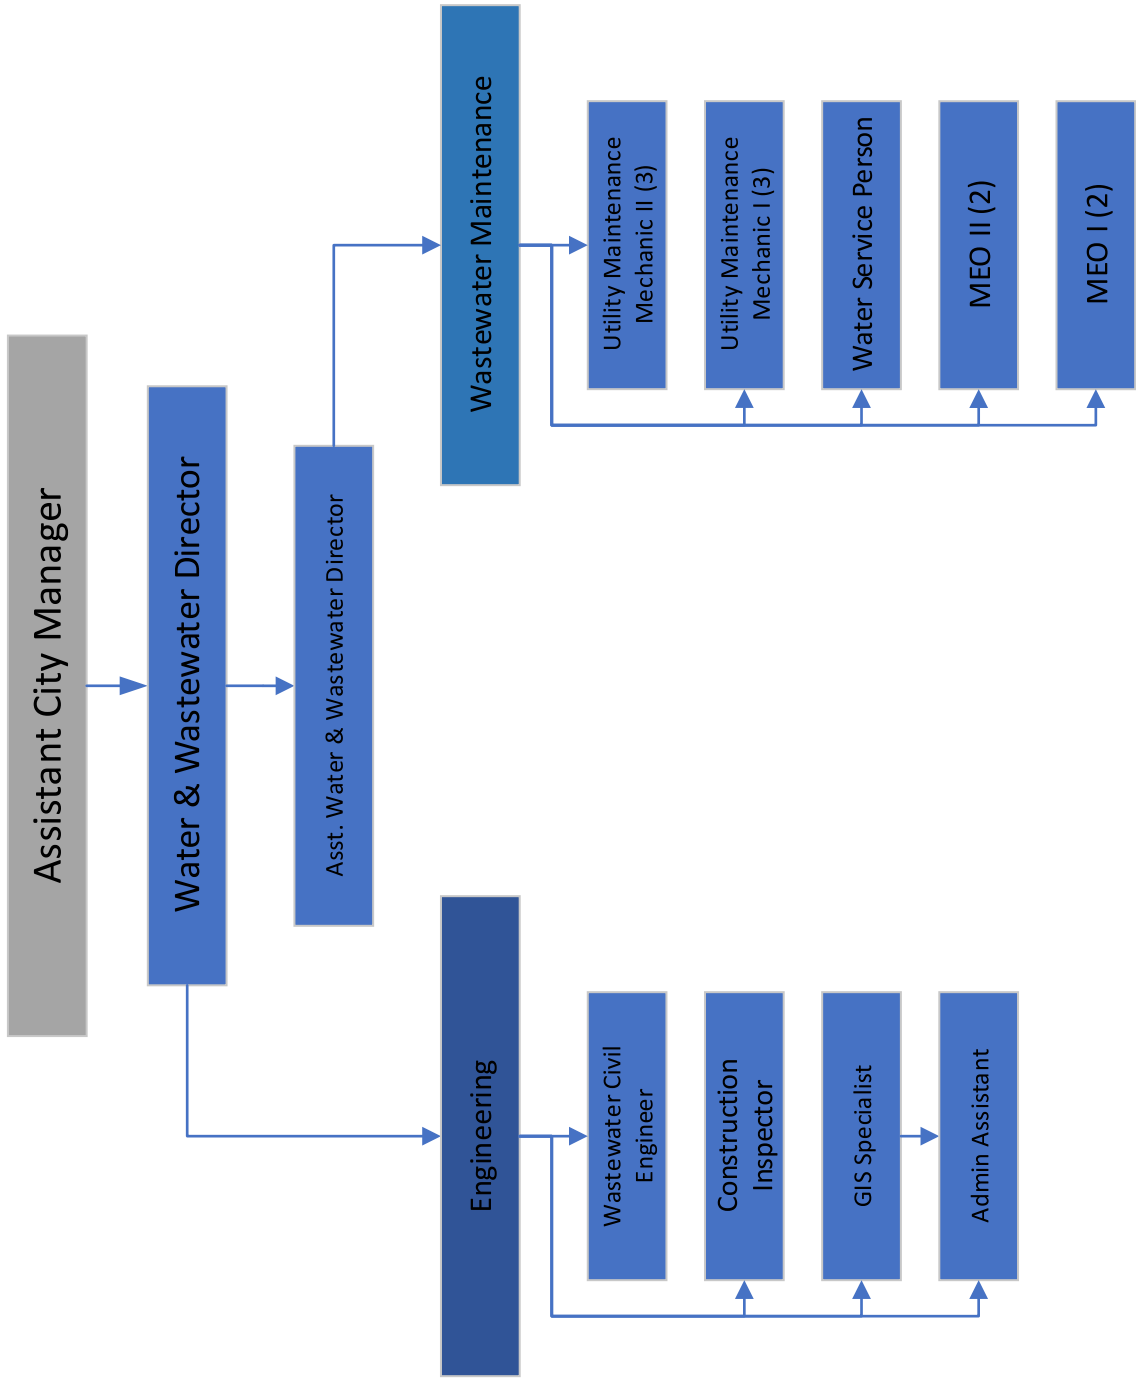 Assistant City Manager
Water & Wastewater Director
Asst. Water & Wastewater Director
Engineering
Wastewater Civil
Engineer
Construction
Inspector
GIS Specialist
Admin Assistant
Wastewater Maintenance
Utility Maintenance
Mechanic II (3)
Utility Maintenance
Mechanic I (3)
Water Service Person
MEO II (2)
MEO I (2)